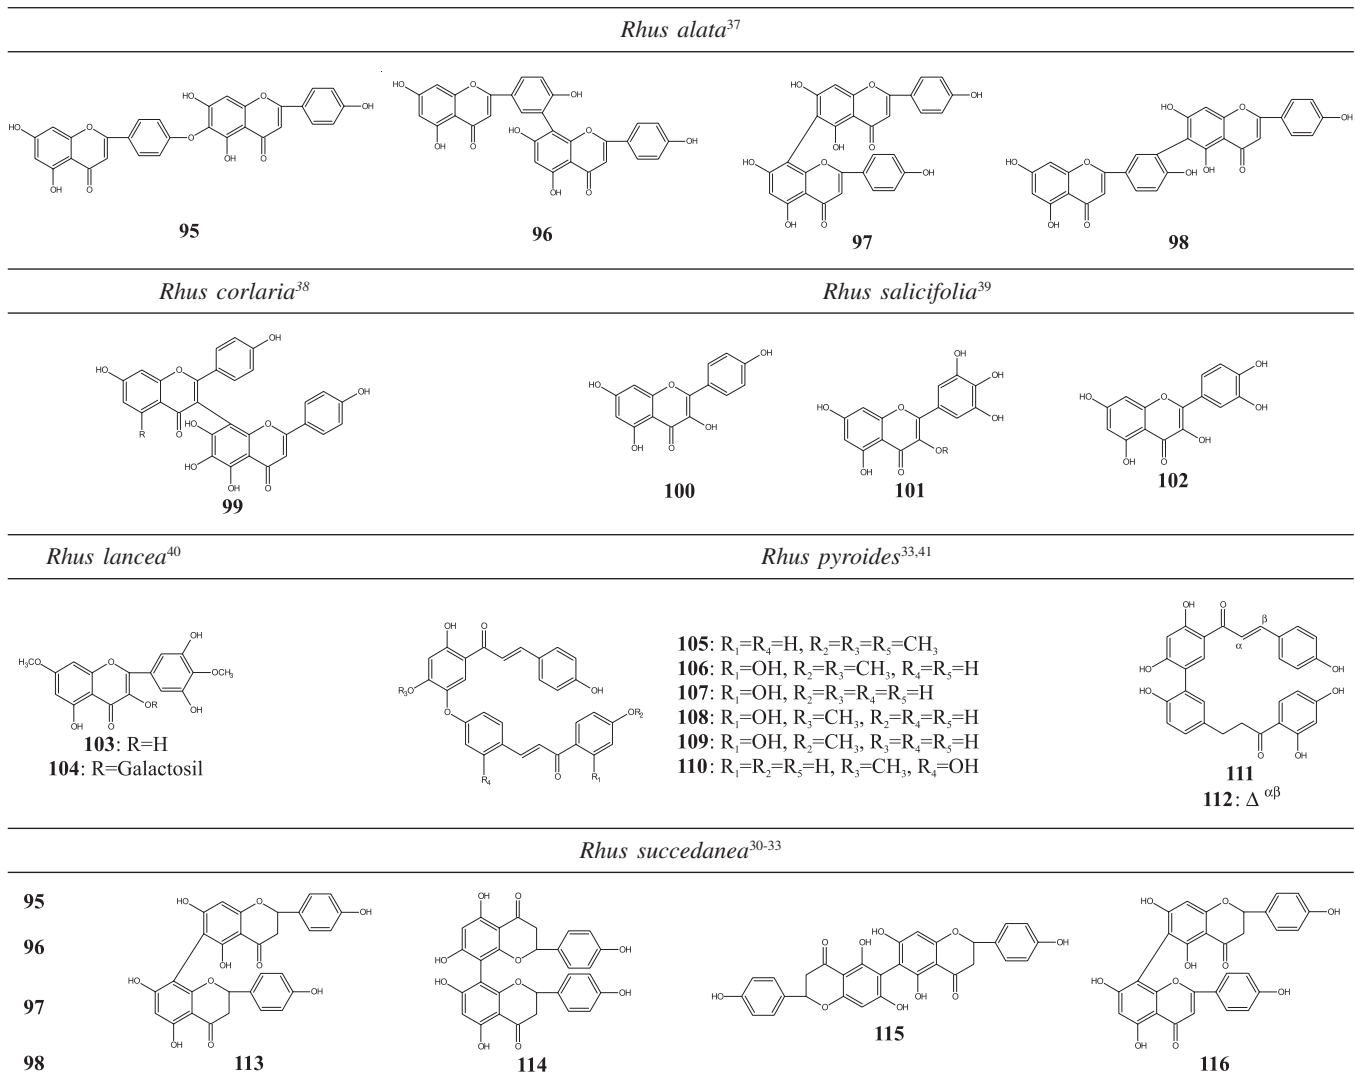 Rhus alata37
95
96
97
98
Rhus corlaria38
Rhus salicifolia39
99
100
101
102
Rhus lancea40
Rhus pyroides33,41
103: R=H
104: R=Galactosil
105: R1=R4=H, R2=R3=R5=CH3
106: R1=OH, R2=R3=CH3, R4=R5=H
107: R1=OH, R2=R3=R4=R5=H
108: R1=OH, R3=CH3, R2=R4=R5=H
109: R1=OH, R2=CH3, R3=R4=R5=H
110: R1=R2=R5=H, R3=CH3, R4=OH
111
112: Δ αβ
Rhus succedanea30-33
95
96
97
98
113
114
115
116